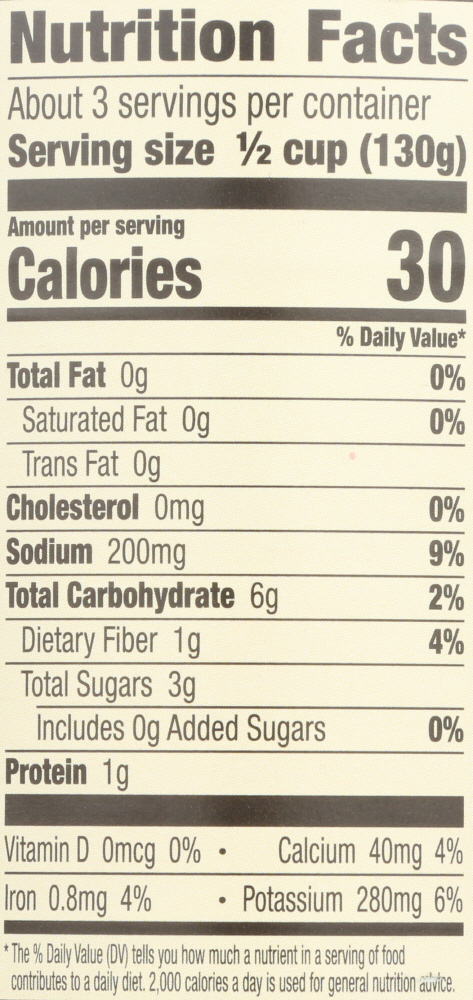 Nutrition Facts
About 3 servings per container
Serving size ½ cup (130g)
Amount per serving
Calories 30
% Daily Value*
Total Fat 0g 0%
Saturated Fat 0g 0%
Trans Fat 0g
Cholesterol 0mg 0%
Sodium 200mg 9%
Total Carbohydrate 6g 2%
Dietary Fiber 1g 4%
Total Sugars 3g
Includes 0g Added Sugars 0%
Protein 1g
Vitamin D 0mcg 0% • Calcium 40mg 4%
Iron 0.8mg 4% • Potassium 280mg 6%
* The % Daily Value (DV) tells you how much a nutrient in a serving of food
contributes to a daily diet. 2,000 calories a day is used for general nutrition advice.